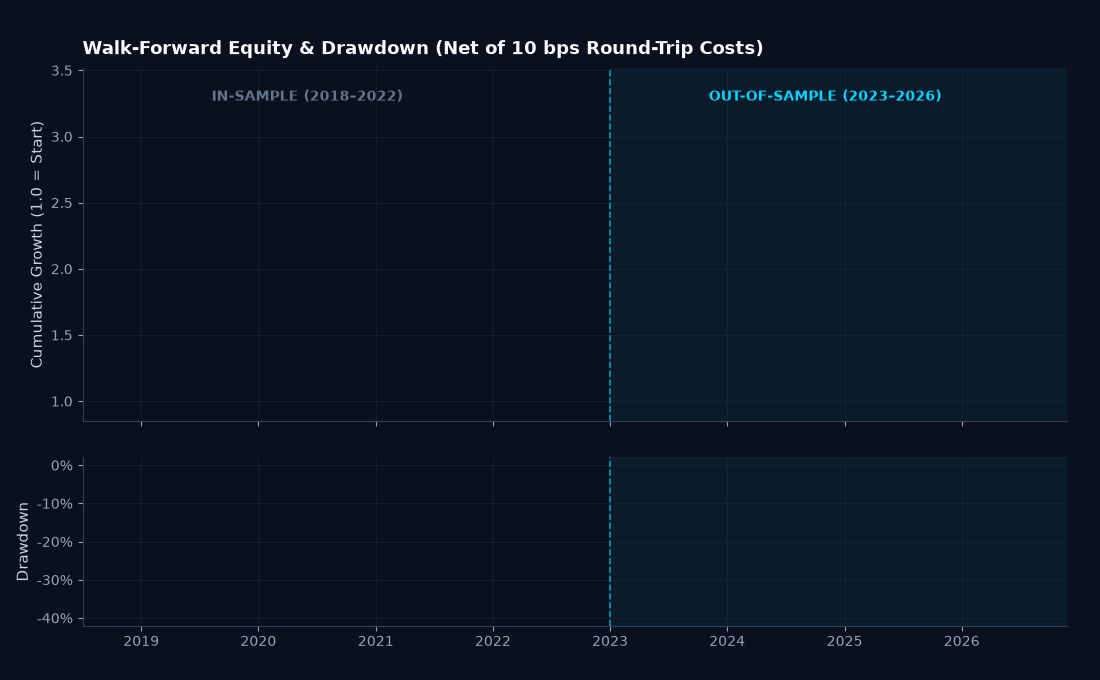 Walk-Forward Equity & Drawdown (Net of 10 bps Round-Trip Costs)
IN-SAMPLE (2018–2022)
OUT-OF-SAMPLE (2023–2026)
Cumulative Growth (1.0 = Start)
3.5
3.0
2.5
2.0
1.5
1.0
Drawdown
0%
-10%
-20%
-30%
-40%
2019 2020 2021 2022 2023 2024 2025 2026